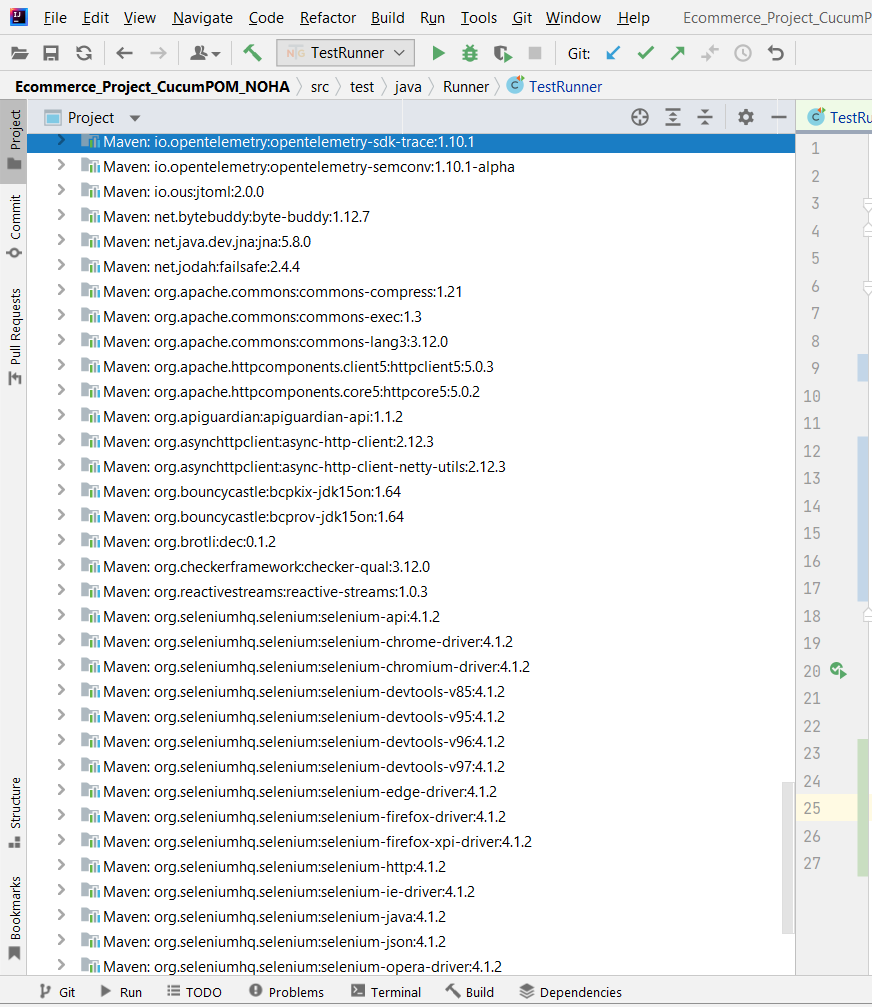 File Edit View Navigate Code Refactor Build Run Tools Git Window Help Ecommerce_Project_CucumP
TestRunner Git:
Ecommerce_Project_CucumPOM_NOHA src test java Runner TestRunner
Project
Commit
Pull Requests
Structure
Bookmarks
Project
Maven: io.opentelemetry:opentelemetry-sdk-trace:1.10.1
Maven: io.opentelemetry:opentelemetry-semconv:1.10.1-alpha
Maven: io.ous:jtoml:2.0.0
Maven: net.bytebuddy:byte-buddy:1.12.7
Maven: net.java.dev.jna:jna:5.8.0
Maven: net.jodah:failsafe:2.4.4
Maven: org.apache.commons:commons-compress:1.21
Maven: org.apache.commons:commons-exec:1.3
Maven: org.apache.commons:commons-lang3:3.12.0
Maven: org.apache.httpcomponents.client5:httpclient5:5.0.3
Maven: org.apache.httpcomponents.core5:httpcore5:5.0.2
Maven: org.apiguardian:apiguardian-api:1.1.2
Maven: org.asynchttpclient:async-http-client:2.12.3
Maven: org.asynchttpclient:async-http-client-netty-utils:2.12.3
Maven: org.bouncycastle:bcpkix-jdk15on:1.64
Maven: org.bouncycastle:bcprov-jdk15on:1.64
Maven: org.brotli:dec:0.1.2
Maven: org.checkerframework:checker-qual:3.12.0
Maven: org.reactivestreams:reactive-streams:1.0.3
Maven: org.seleniumhq.selenium:selenium-api:4.1.2
Maven: org.seleniumhq.selenium:selenium-chrome-driver:4.1.2
Maven: org.seleniumhq.selenium:selenium-chromium-driver:4.1.2
Maven: org.seleniumhq.selenium:selenium-devtools-v85:4.1.2
Maven: org.seleniumhq.selenium:selenium-devtools-v95:4.1.2
Maven: org.seleniumhq.selenium:selenium-devtools-v96:4.1.2
Maven: org.seleniumhq.selenium:selenium-devtools-v97:4.1.2
Maven: org.seleniumhq.selenium:selenium-edge-driver:4.1.2
Maven: org.seleniumhq.selenium:selenium-firefox-driver:4.1.2
Maven: org.seleniumhq.selenium:selenium-firefox-xpi-driver:4.1.2
Maven: org.seleniumhq.selenium:selenium-http:4.1.2
Maven: org.seleniumhq.selenium:selenium-ie-driver:4.1.2
Maven: org.seleniumhq.selenium:selenium-java:4.1.2
Maven: org.seleniumhq.selenium:selenium-json:4.1.2
Maven: org.seleniumhq.selenium:selenium-opera-driver:4.1.2
TestRu
1
2
3
4
5
6
7
8
9
10
11
12
13
14
15
16
17
18
19
20
21
22
23
24
25
26
27
Git Run TODO Problems Terminal Build Dependencies